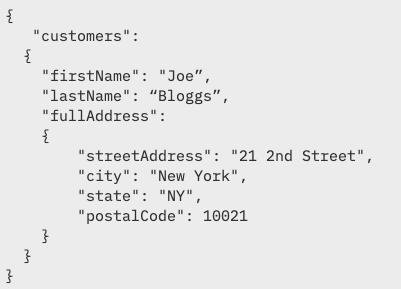 {
"customers":
{
"firstName": "Joe”,
"lastName": “Bloggs”,
"fullAddress":
{
"streetAddress": "21 2nd Street",
"city": "New York",
"state": "NY",
"postalCode": 10021
}
}
}